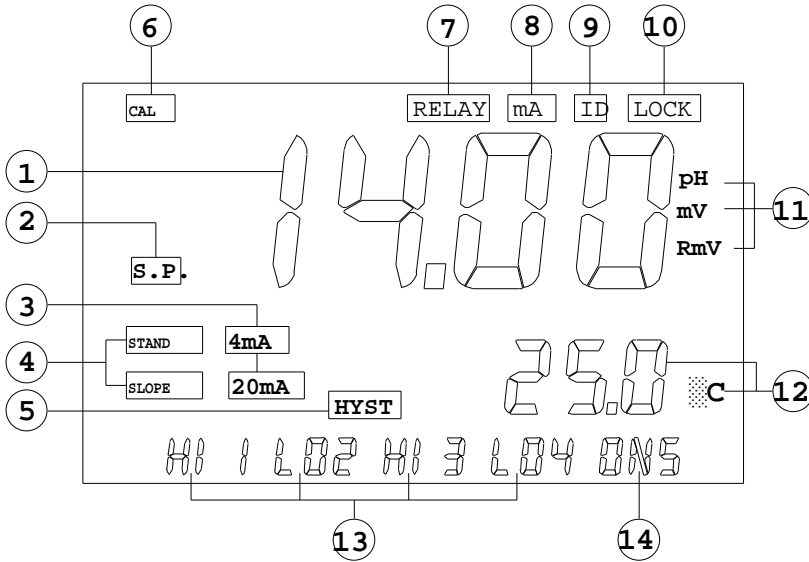 6 7 8 9 10
CAL RELAY mA ID LOCK
1 14.00 pH
mV 11
2 RmV
S.P.
3
STAND 4mA
4 25.0
SLOPE 20mA C 12
5 HYST
HI 1 LO2 HI 3 LO4 ONS
13 14